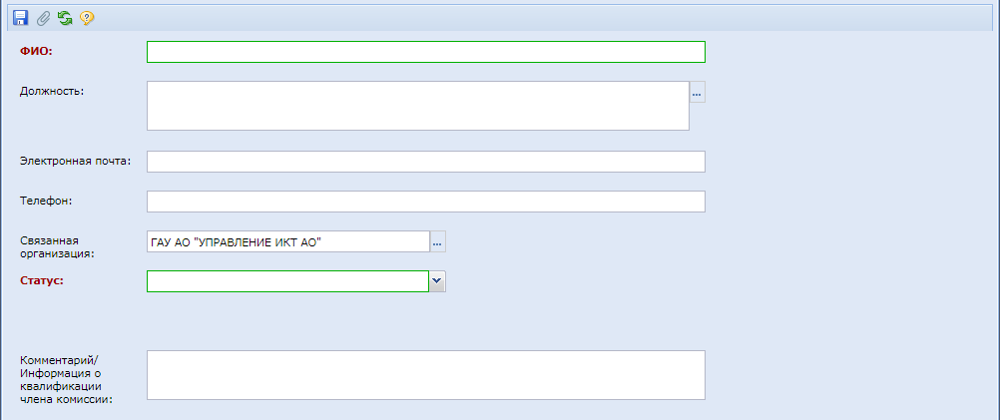 ФИО:
Должность:
...
Электронная почта:
Телефон:
Связанная
организация:
ГАУ АО "УПРАВЛЕНИЕ ИКТ АО"
...
Статус:
Комментарий/
Информация о
квалификации
члена комиссии: